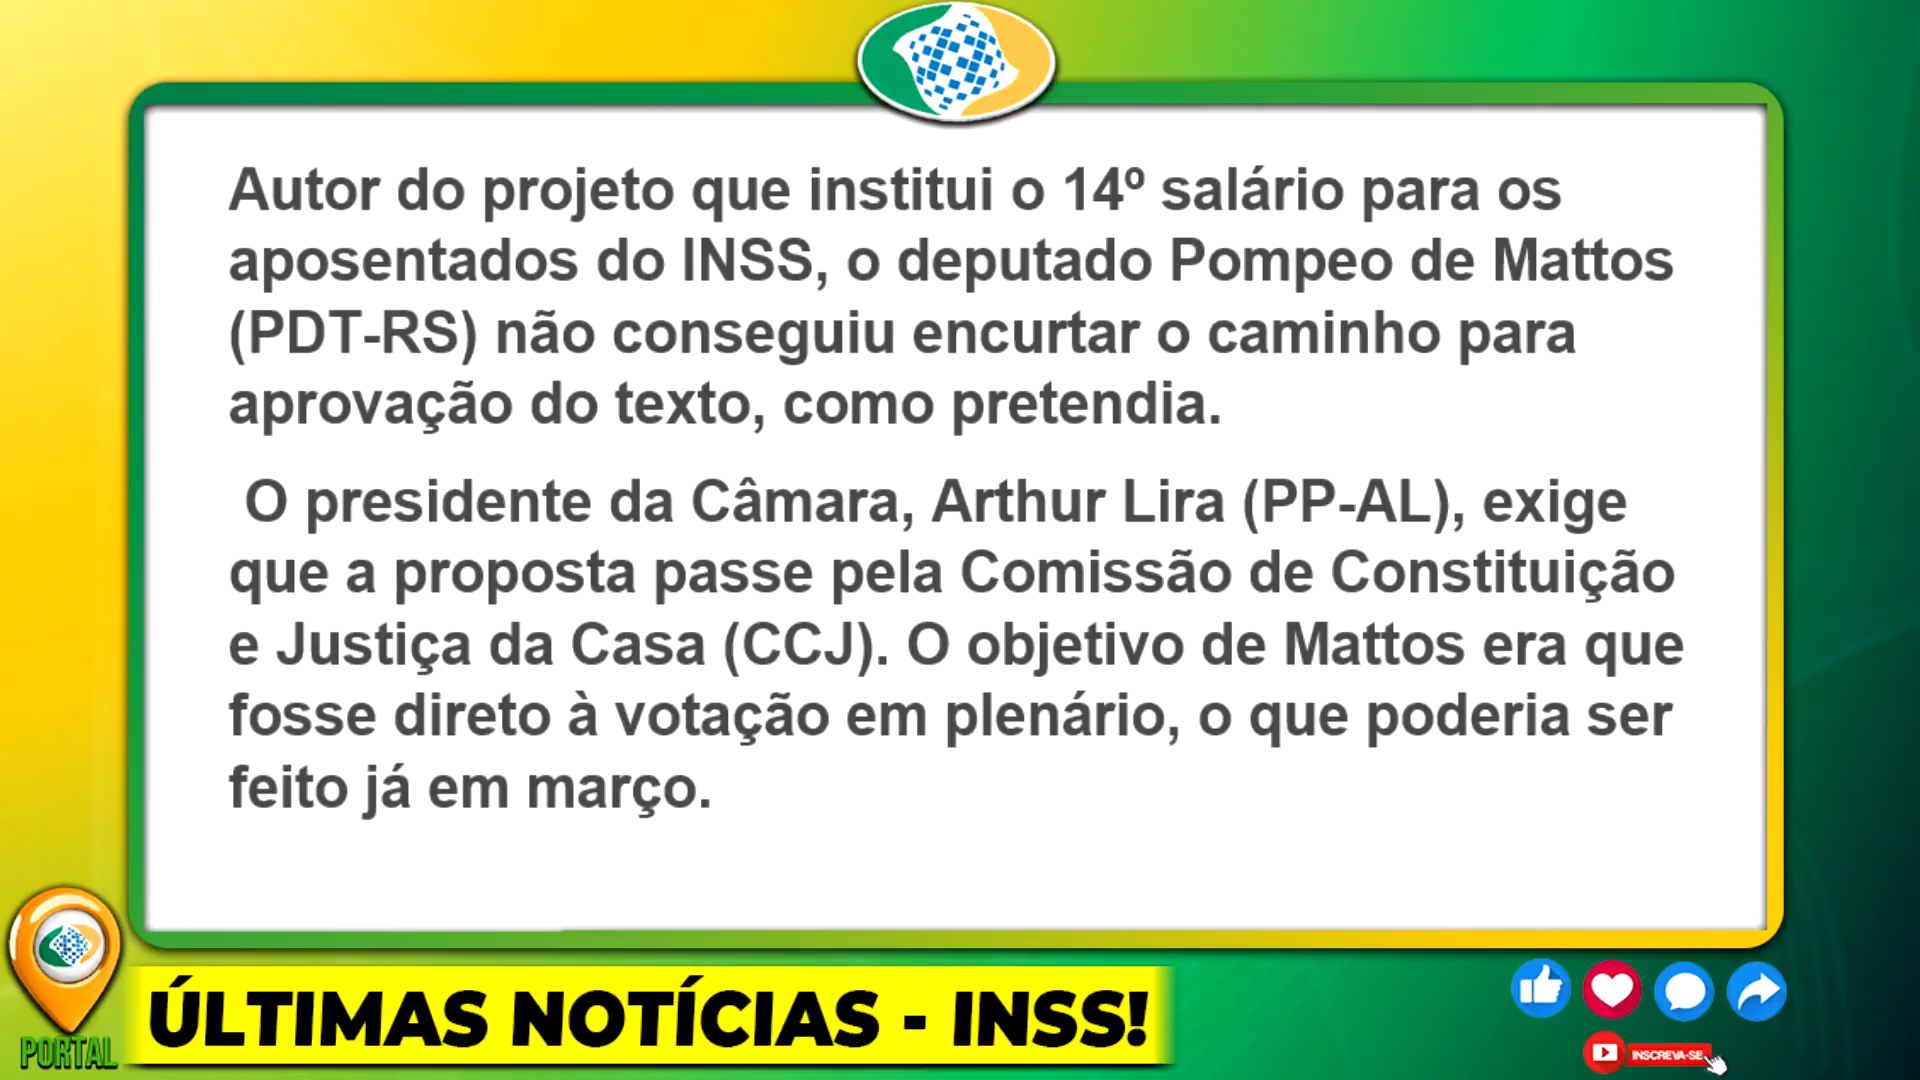 Autor do projeto que institui o 14º salário para os
aposentados do INSS, o deputado Pompeo de Mattos
(PDT-RS) não conseguiu encurtar o caminho para
aprovação do texto, como pretendia.
O presidente da Câmara, Arthur Lira (PP-AL), exige
que a proposta passe pela Comissão de Constituição
e Justiça da Casa (CCJ). O objetivo de Mattos era que
fosse direto à votação em plenário, o que poderia ser
feito já em março.
ÚLTIMAS NOTÍCIAS - INSS!
PORTAL
INSCREVA-SE